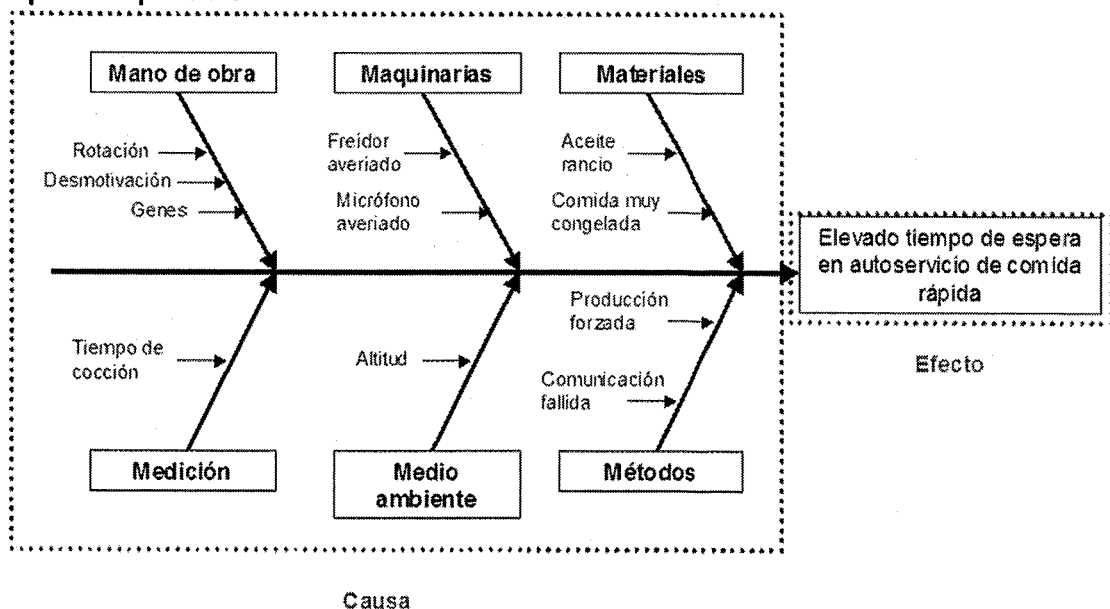 Mano de obra
Maquinarias
Materiales
Rotación
Desmotivación
Genes
Freídor
averiado
Micrófono
averiado
Aceite
rancio
Comida muy
congelada
Elevado tiempo de espera
en autoservicio de comida
rápida
Efecto
Tiempo de
cocción
Altitud
Producción
forzada
Comunicación
fallida
Medición
Medio
ambiente
Métodos
Causa